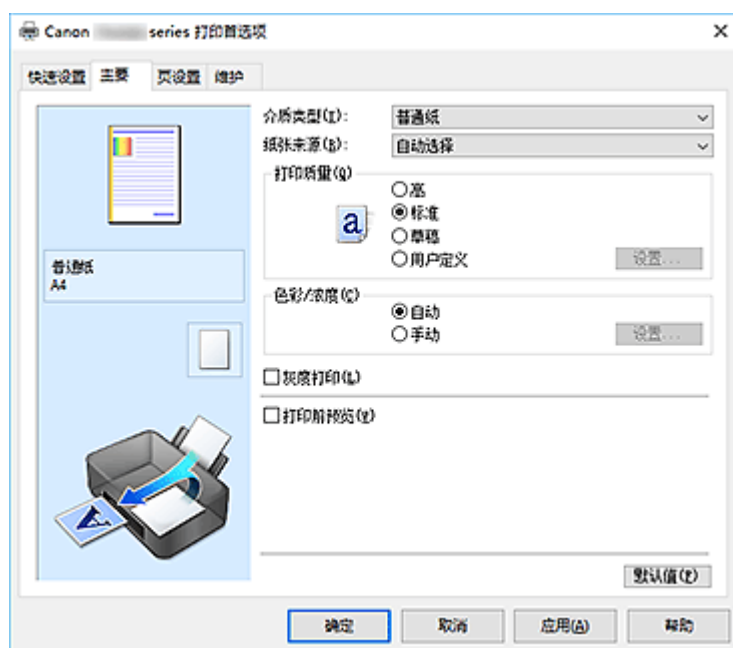 Canon series 打印首选项
快速设置 主要 页设置 维护
介质类型(I): 普通纸
纸张来源(B): 自动选择
打印质量(Q)
高
标准
草稿
用户定义 设置...
a
普通纸
A4
色彩/浓度(C)
自动
手动 设置...
灰度打印(L)
打印前预览(V)
A
默认值(F)
确定 取消 应用(A) 帮助